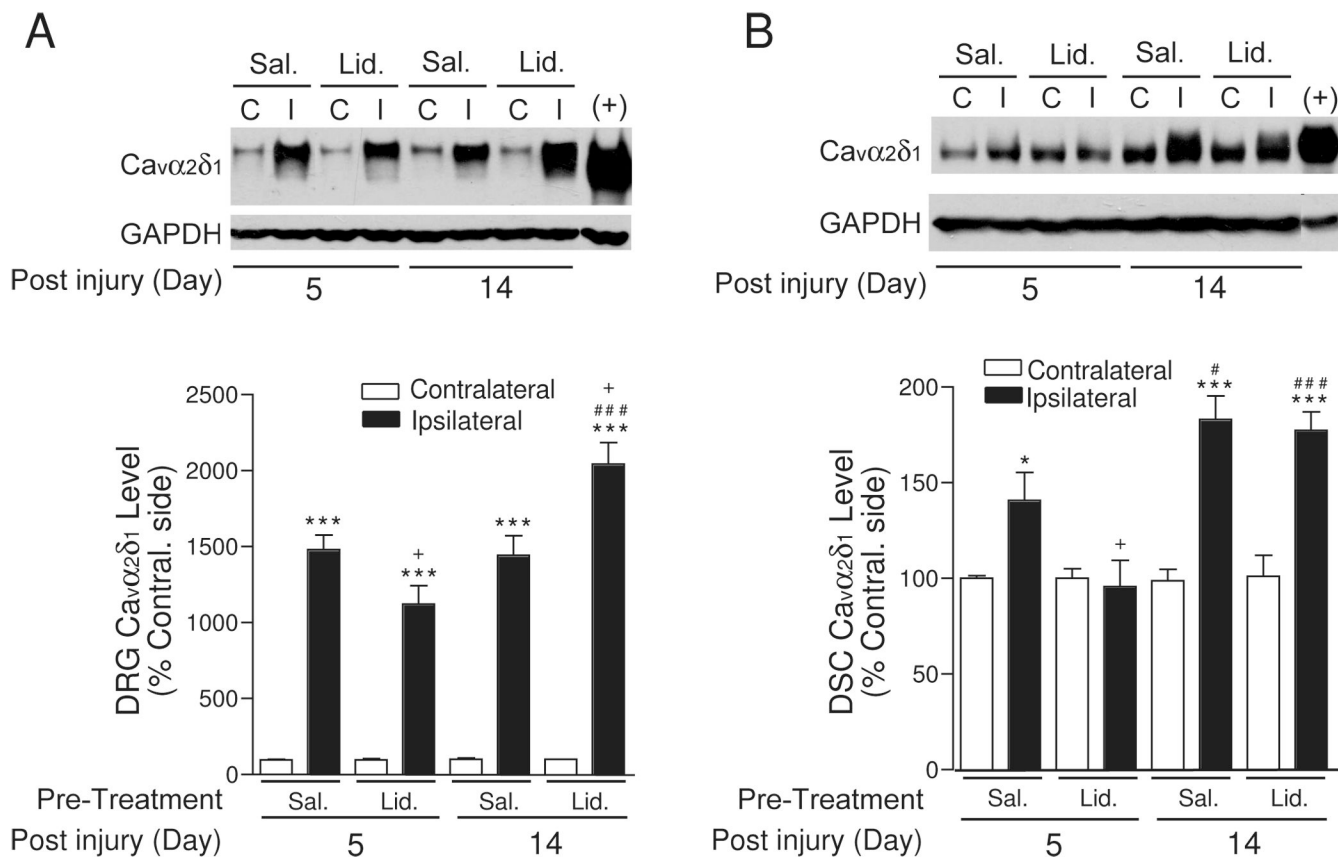 A
Sal. Lid. Sal. Lid.
C I C I C I C I (+)
Cavα2δ1
GAPDH
Post injury (Day) 5 14
2500
2000
1500
1000
500
0
DRG Cavα2δ1 Level
(% Contral. side)
Contralateral
Ipsilateral
***
+
***
***
+
###
***
Pre-Treatment Sal. Lid. Sal. Lid.
Post injury (Day) 5 14
B
Sal. Lid. Sal. Lid.
C I C I C I C I (+)
Cavα2δ1
GAPDH
Post injury (Day) 5 14
200
150
100
50
0
DSC Cavα2δ1 Level
(% Contral. side)
Contralateral
Ipsilateral
*
+
#
***
###
***
Pre-Treatment Sal. Lid. Sal. Lid.
Post injury (Day) 5 14